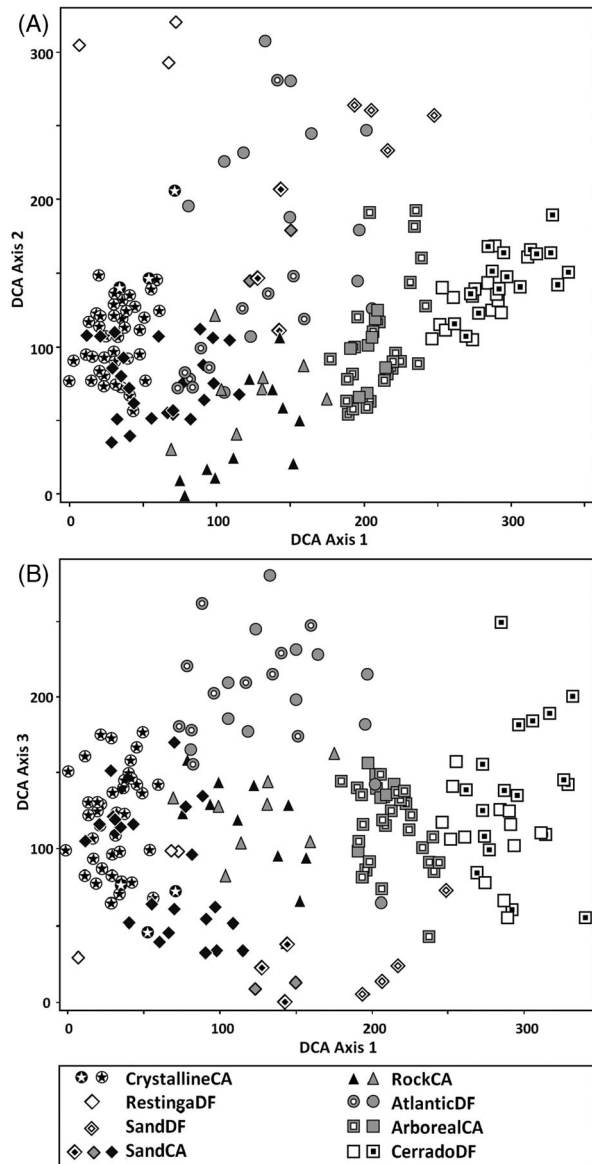 (A)
300
200
100
0
DCA Axis 2
0 100 200 300
DCA Axis 1
(B)
200
100
0
DCA Axis 3
0 100 200 300
DCA Axis 1
CrystallineCA
RestingaDF
SandDF
SandCA
RockCA
AtlanticDF
ArborealCA
CerradoDF